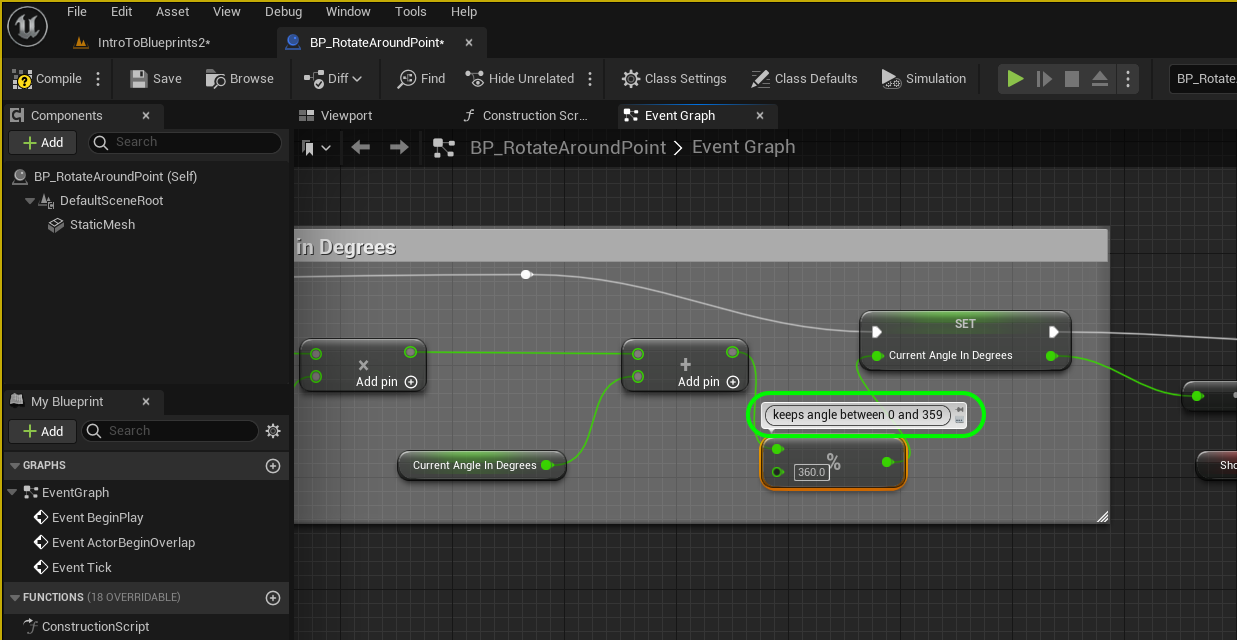 File Edit Asset View Debug Window Tools Help
IntroToBlueprints2* BP_RotateAroundPoint*
Compile Save Browse Diff Find Hide Unrelated Class Settings Class Defaults Simulation BP_Rotate
Components Viewport Construction Scr... Event Graph
+ Add Search BP_RotateAroundPoint > Event Graph
BP_RotateAroundPoint (Self)
DefaultSceneRoot
StaticMesh
in Degrees
SET
Current Angle In Degrees
×
Add pin
+
Add pin
keeps angle between 0 and 359
%
360.0
Current Angle In Degrees
Sho
My Blueprint
+ Add Search
GRAPHS
EventGraph
Event BeginPlay
Event ActorBeginOverlap
Event Tick
FUNCTIONS (18 OVERRIDABLE)
ConstructionScript